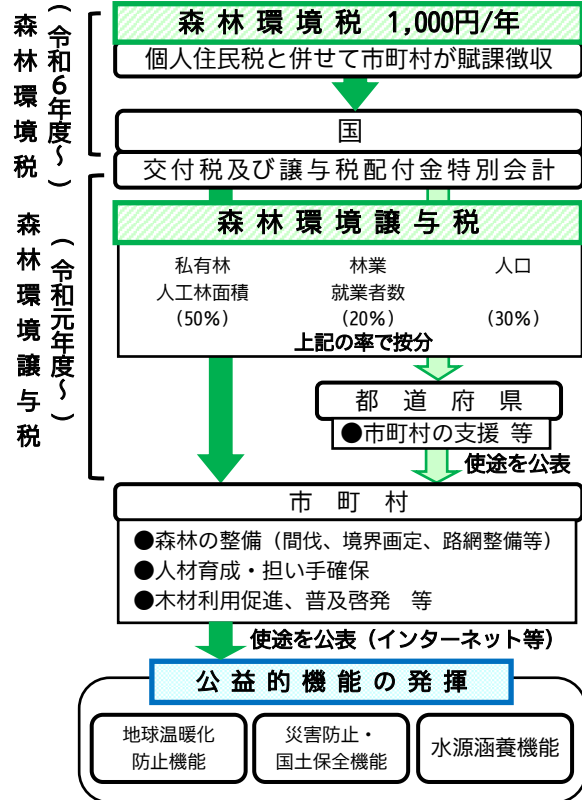 森林環境税（令和６年度～）
森林環境税 1,000円/年
個人住民税と併せて市町村が賦課徴収
国
交付税及び譲与税配付金特別会計
森林環境譲与税（令和元年度～）
森林環境譲与税
私有林 林業 人口
人工林面積 就業者数
(50%) (20%) (30%)
上記の率で按分
都道府県
●市町村の支援 等
使途を公表
市町村
●森林の整備（間伐、境界画定、路網整備等）
●人材育成・担い手確保
●木材利用促進、普及啓発 等
使途を公表（インターネット等）
公益的機能の発揮
地球温暖化
防止機能
災害防止・
国土保全機能
水源涵養機能